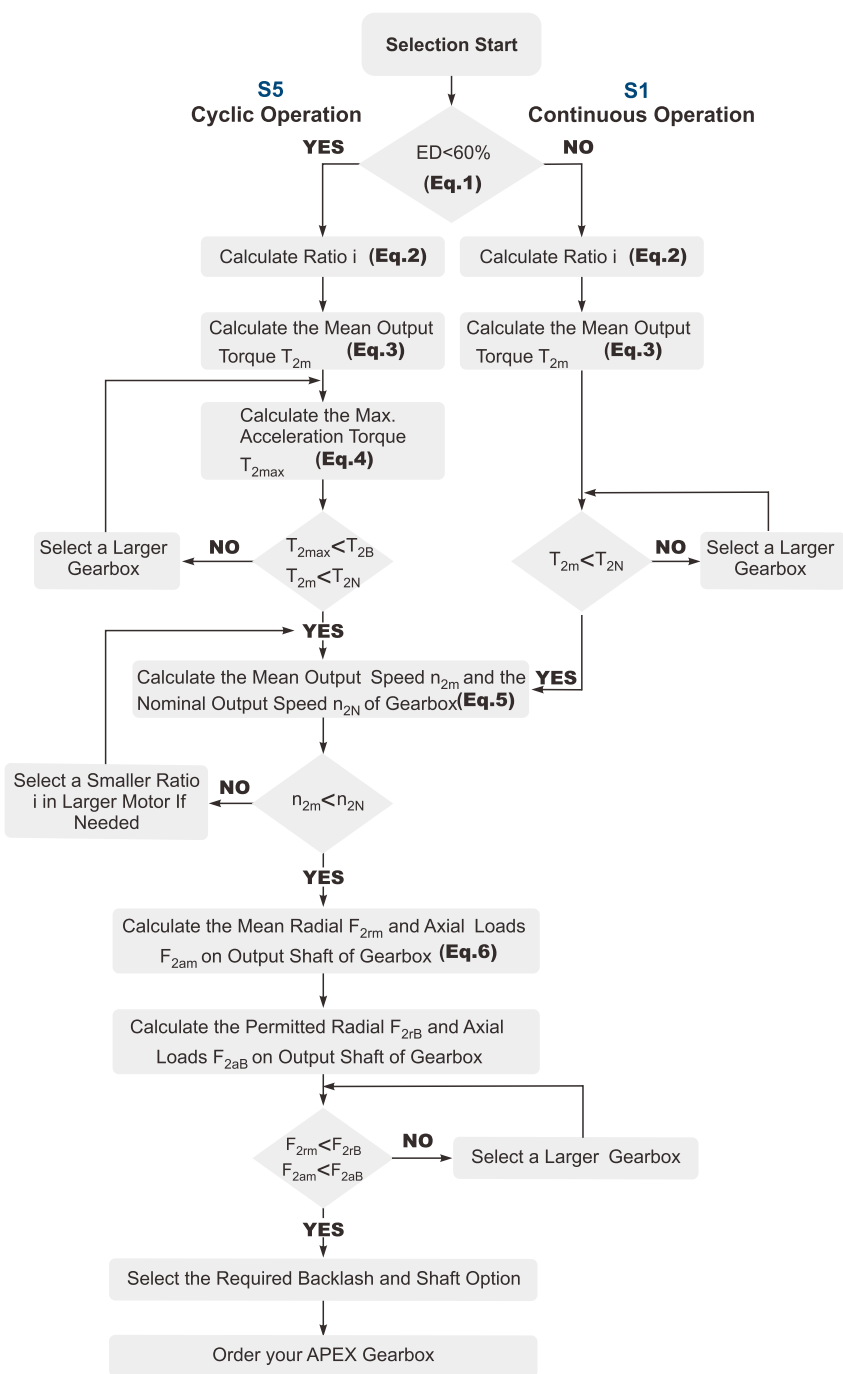 Selection Start
S5
Cyclic Operation
S1
Continuous Operation
YES
ED<60%
(Eq.1)
NO
Calculate Ratio i (Eq.2)
Calculate Ratio i (Eq.2)
Calculate the Mean Output
Torque T2m (Eq.3)
Calculate the Mean Output
Torque T2m (Eq.3)
Calculate the Max.
Acceleration Torque
T2max (Eq.4)
Select a Larger
Gearbox
NO
T2max<T2B
T2m<T2N
T2m<T2N
NO
Select a Larger
Gearbox
YES
Calculate the Mean Output Speed n2m and the
Nominal Output Speed n2N of Gearbox(Eq.5)
YES
Select a Smaller Ratio
i in Larger Motor If
Needed
NO
n2m<n2N
YES
Calculate the Mean Radial F2rm and Axial Loads
F2am on Output Shaft of Gearbox (Eq.6)
Calculate the Permitted Radial F2rB and Axial
Loads F2aB on Output Shaft of Gearbox
F2rm<F2rB
F2am<F2aB
NO
Select a Larger Gearbox
YES
Select the Required Backlash and Shaft Option
Order your APEX Gearbox